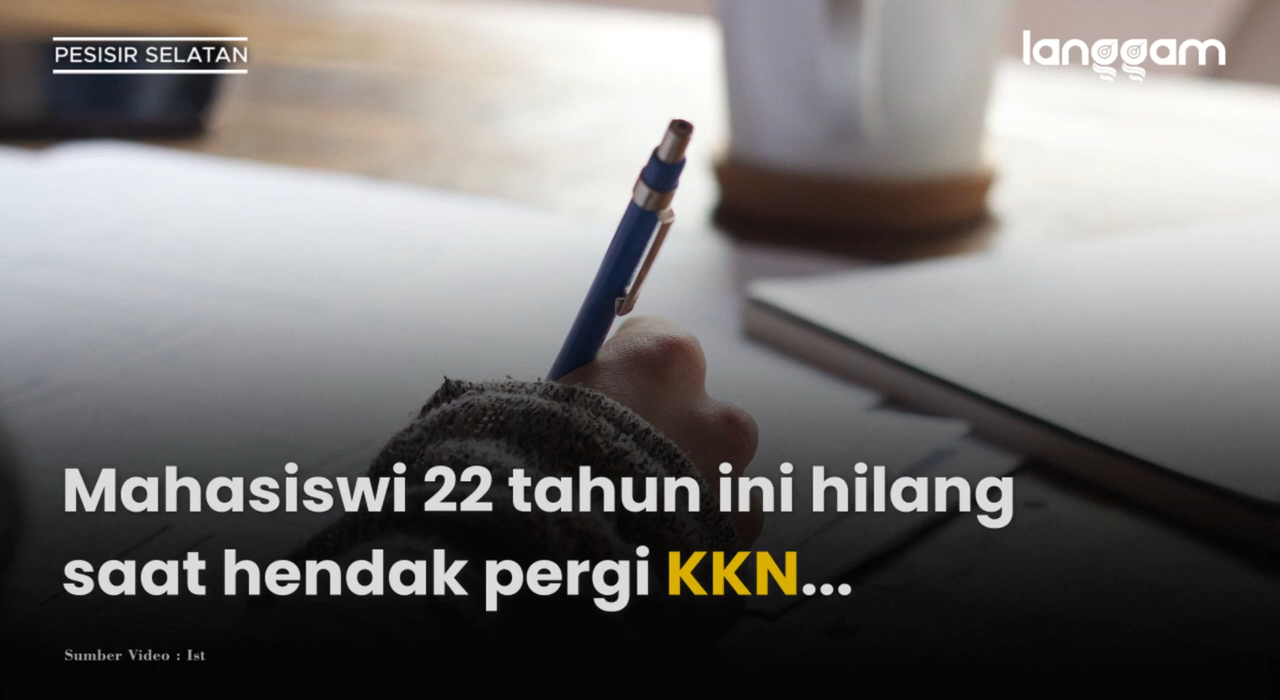 PESISIR SELATAN
langgam
Mahasiswi 22 tahun ini hilang
saat hendak pergi KKN...
Sumber Video : Ist